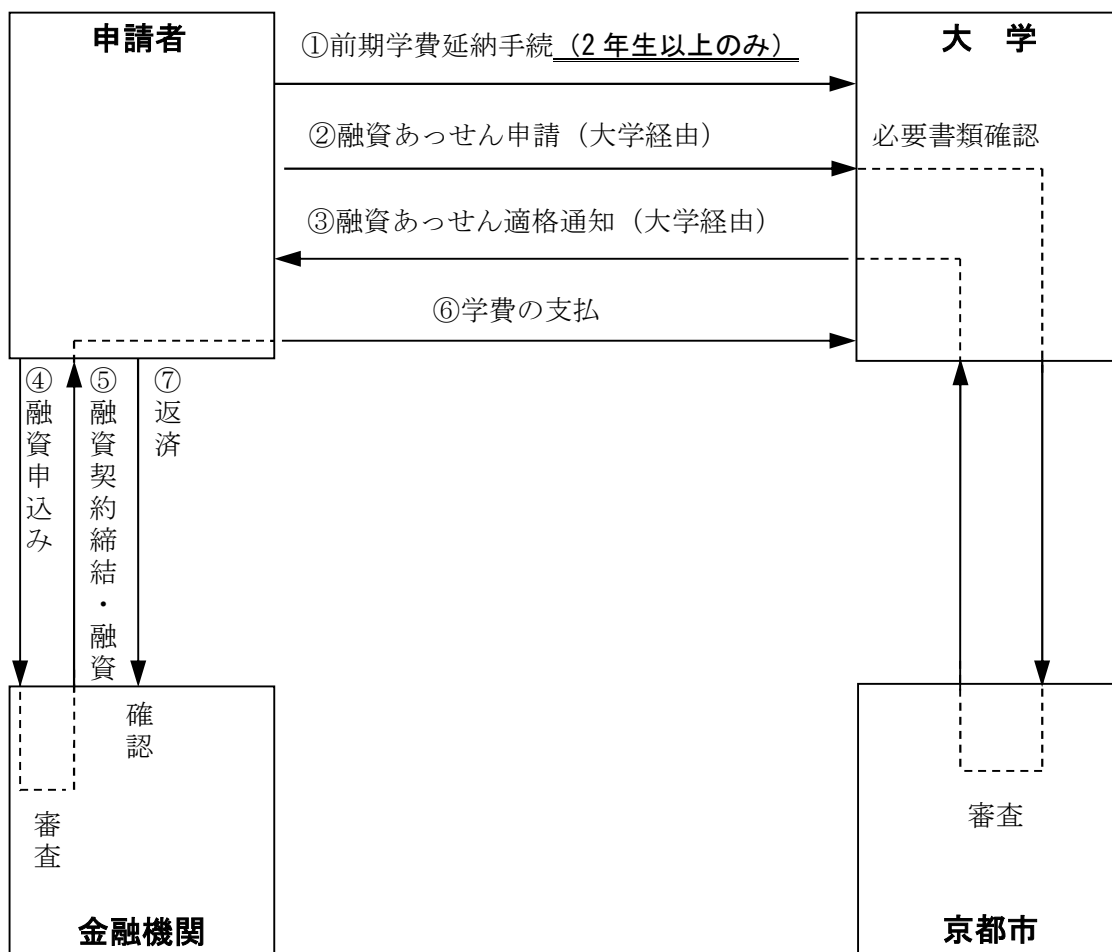 申請者
大　学
①前期学費延納手続（2年生以上のみ）
②融資あっせん申請（大学経由）
必要書類確認
③融資あっせん適格通知（大学経由）
⑥学費の支払
④融資申込み
⑤融資契約締結・融資
⑦返済
確認
審査
金融機関
審査
京都市